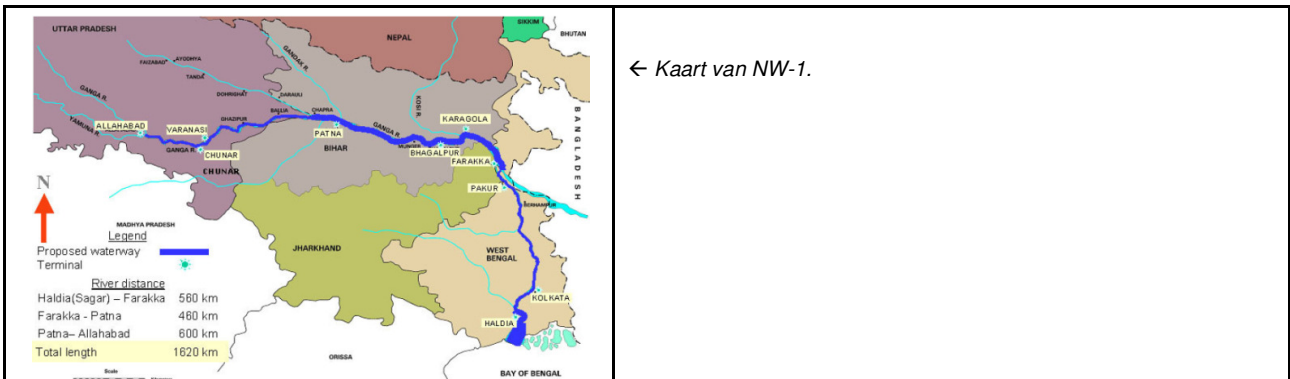 UTTAR PRADESH
NEPAL
SIKKIM
BHUTAN
← Kaart van NW-1.
FAIZABAD
AYODHYA
GANDAK R.
TANDA
GANGA R.
DOHRIGHAT
DARAULI
KOSI R.
BANGLADESH
BALLIA
CHAPRA
GHAZIPUR
KARAGOLA
ALLAHABAD
VARANASI
YAMUNA R.
PATNA
GANGA R.
GANGA R.
CHUNAR
BIHAR
MUNGER
BHAGALPUR
FARAKKA
CHUNAR
N
PAKUR
BERHAMPUR
MADHYA PRADESH
Legend
Proposed waterway
Terminal
JHARKHAND
WEST
BENGAL
River distance
Haldia(Sagar) – Farakka 560 km
Farakka - Patna 460 km
Patna– Allahabad 600 km
Total length 1620 km
KOLKATA
HALDIA
ORISSA
Scale
BAY OF BENGAL